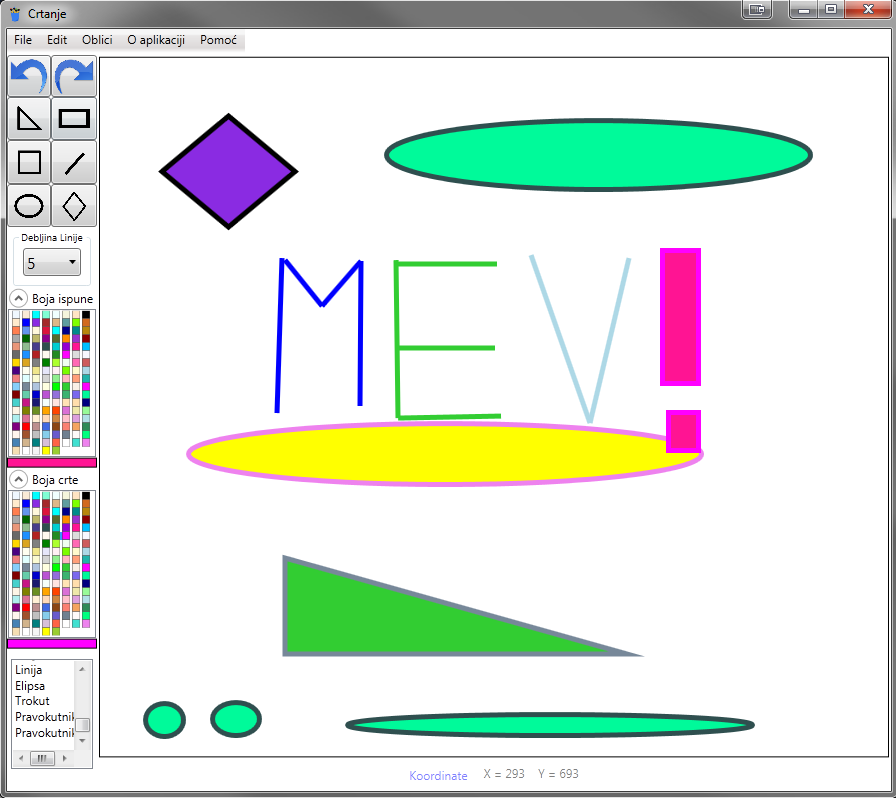 Crtanje
File Edit Oblici O aplikaciji Pomoć
Debljina Linije
5
Boja ispune
MEV!
Boja crte
Linija
Elipsa
Trokut
Pravokutnik
Pravokutnik
Koordinate X = 293 Y = 693